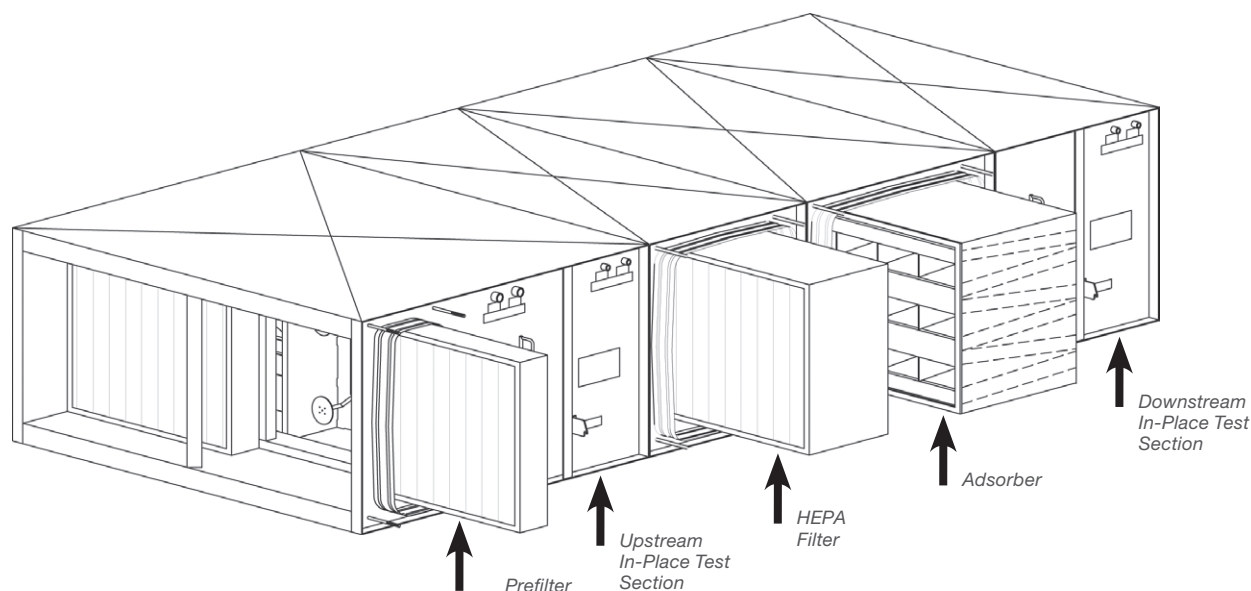 Prefilter
Upstream
In-Place Test
Section
HEPA
Filter
Adsorber
Downstream
In-Place Test
Section